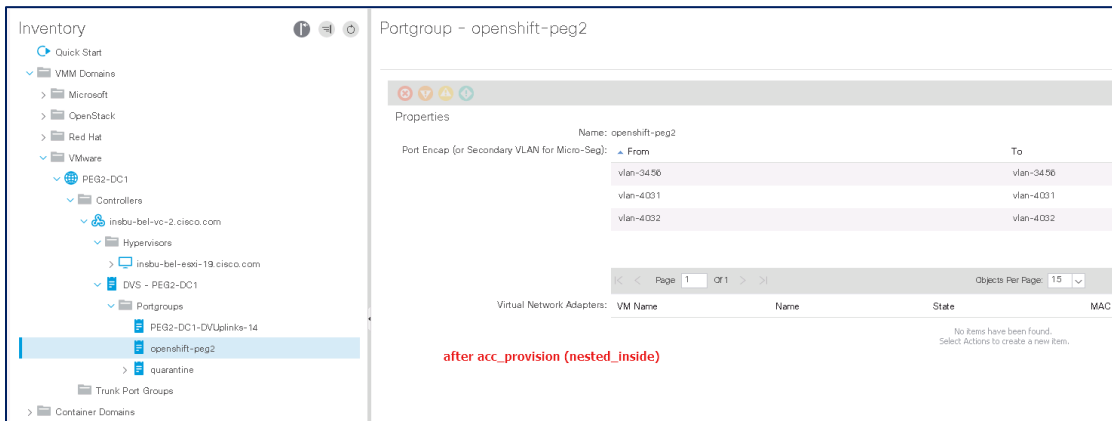 Inventory
Quick Start
VMM Domains
Microsoft
OpenStack
Red Hat
VMware
PEG2-DC1
Controllers
insbu-bel-vc-2.cisco.com
Hypervisors
insbu-bel-esxi-19.cisco.com
DVS - PEG2-DC1
Portgroups
PEG2-DC1-DVUplinks-14
openshift-peg2
quarantine
Trunk Port Groups
Container Domains
Portgroup - openshift-peg2
Properties
Name: openshift-peg2
Port Encap (or Secondary VLAN for Micro-Seg): From To
vlan-3456 vlan-3456
vlan-4031 vlan-4031
vlan-4032 vlan-4032
Page 1 Of 1 Objects Per Page: 15
Virtual Network Adapters: VM Name Name State MAC
No items have been found.
Select Actions to create a new item.
after acc_provision (nested_inside)